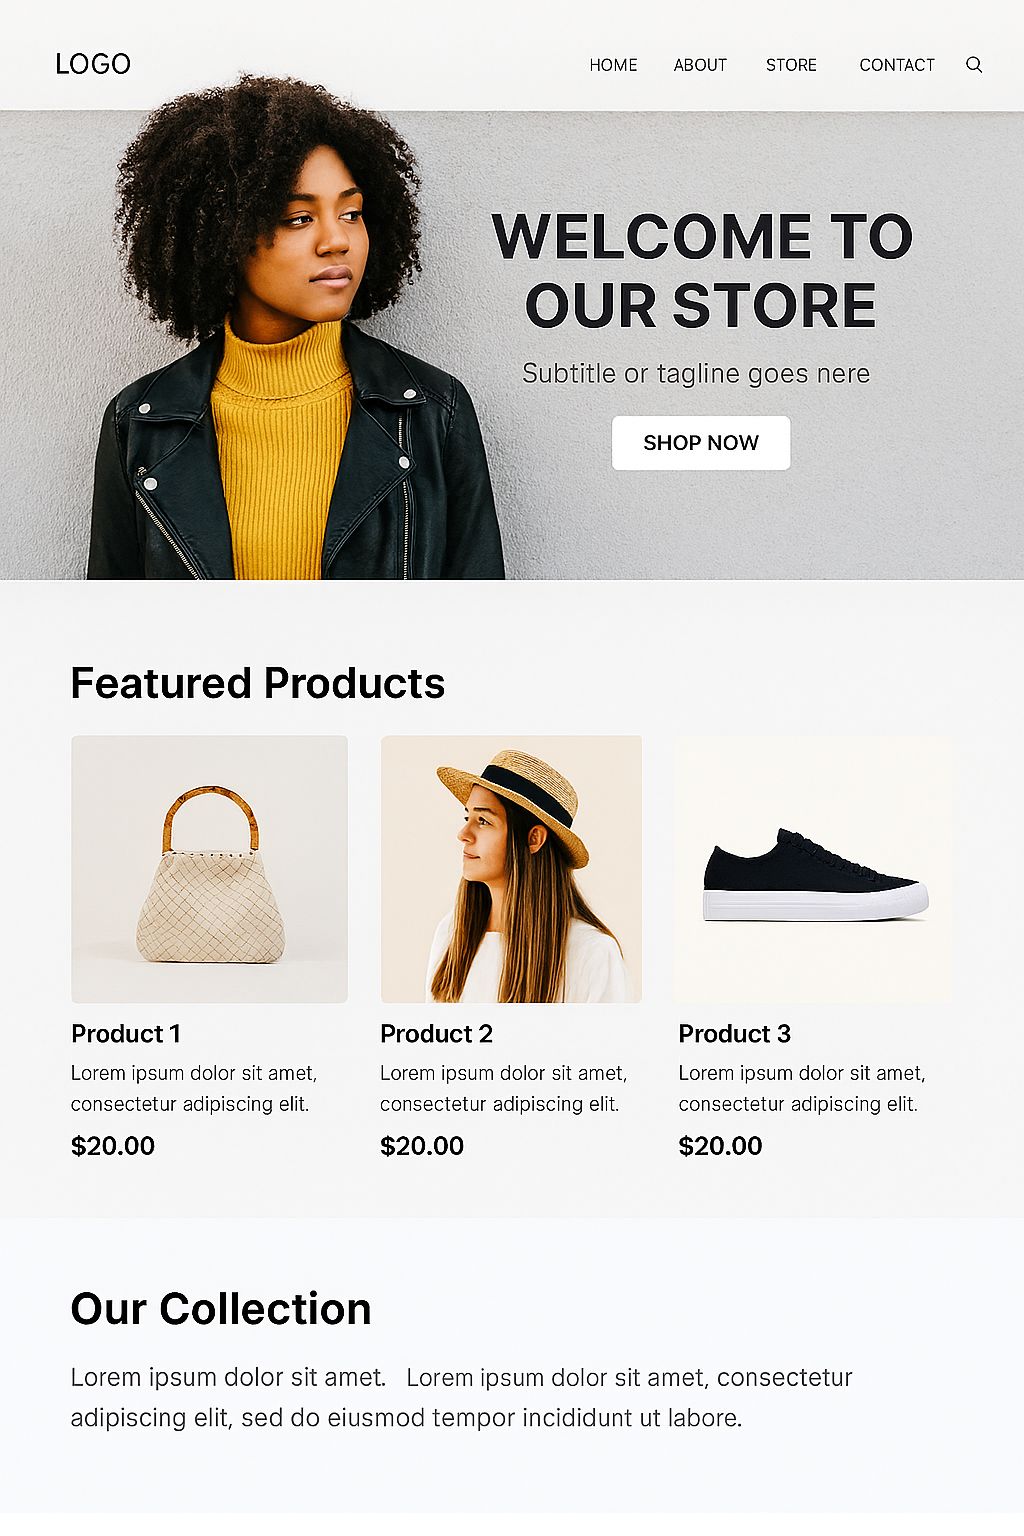 LOGO
HOME ABOUT STORE CONTACT
WELCOME TO
OUR STORE
Subtitle or tagline goes nere
SHOP NOW
Featured Products
Product 1
Lorem ipsum dolor sit amet,
consectetur adipiscing elit.
$20.00
Product 2
Lorem ipsum dolor sit amet,
consectetur adipiscing elit.
$20.00
Product 3
Lorem ipsum dolor sit amet,
consectetur adipiscing elit.
$20.00
Our Collection
Lorem ipsum dolor sit amet. Lorem ipsum dolor sit amet, consectetur
adipiscing elit, sed do eiusmod tempor incididunt ut labore.